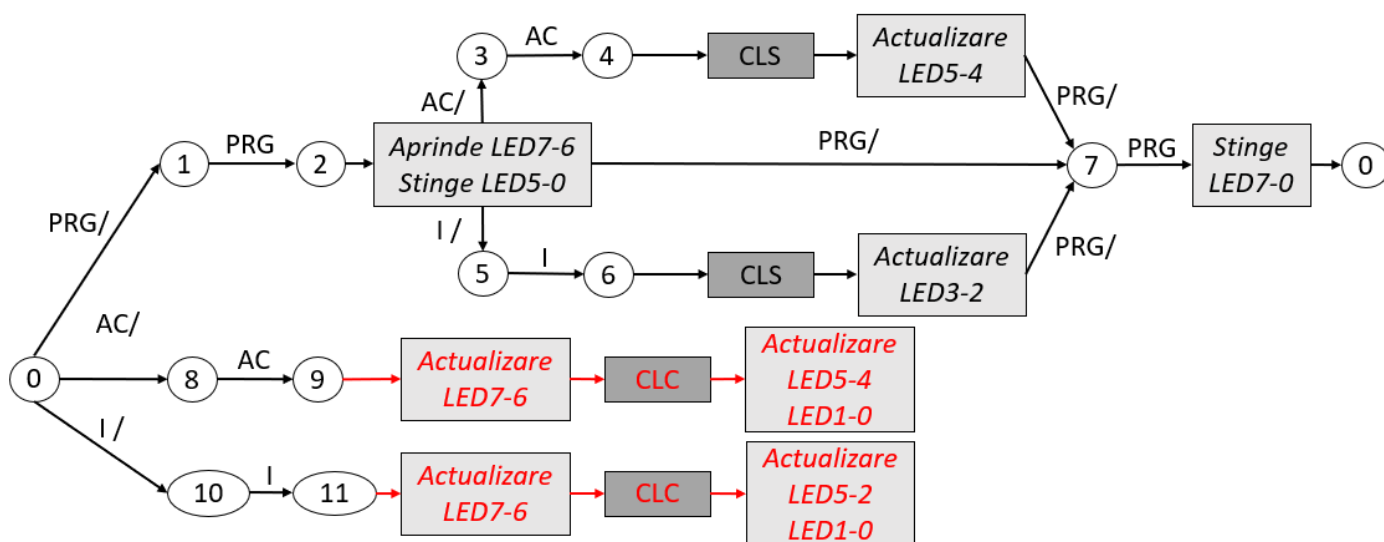 3
AC
4
CLS
Actualizare
LED5-4
AC/
PRG/
1
PRG
2
Aprinde LED7-6
Stinge LED5-0
PRG/
7
PRG
Stinge
LED7-0
0
PRG/
I /
5
I
6
CLS
Actualizare
LED3-2
PRG/
AC/
0
8
AC
9
Actualizare
LED7-6
CLC
Actualizare
LED5-4
LED1-0
I /
10
I
11
Actualizare
LED7-6
CLC
Actualizare
LED5-2
LED1-0